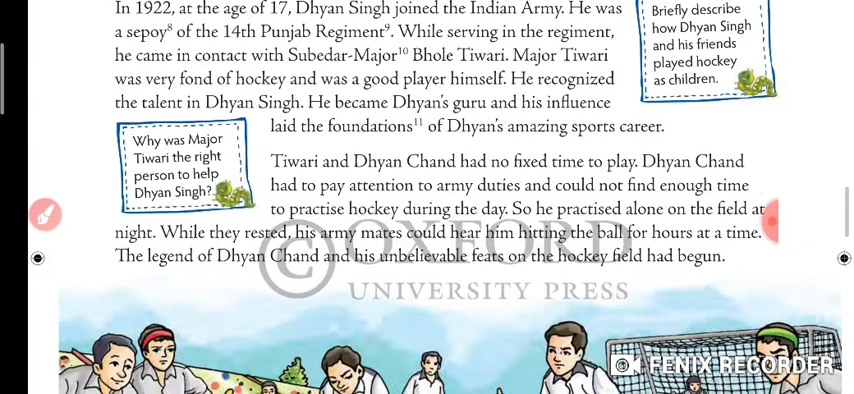 In 1922, at the age of 17, Dhyan Singh joined the Indian Army. He was
a sepoy⁸ of the 14th Punjab Regiment⁹. While serving in the regiment,
he came in contact with Subedar-Major¹⁰ Bhole Tiwari. Major Tiwari
was very fond of hockey and was a good player himself. He recognized
the talent in Dhyan Singh. He became Dhyan's guru and his influence
laid the foundations¹¹ of Dhyan's amazing sports career.
Briefly describe
how Dhyan Singh
and his friends
played hockey
as children.
Why was Major
Tiwari the right
person to help
Dhyan Singh?
Tiwari and Dhyan Chand had no fixed time to play. Dhyan Chand
had to pay attention to army duties and could not find enough time
to practise hockey during the day. So he practised alone on the field at
night. While they rested, his army mates could hear him hitting the ball for hours at a time.
The legend of Dhyan Chand and his unbelievable feats on the hockey field had begun.
© OXFORD
UNIVERSITY PRESS
FENIX RECORDER